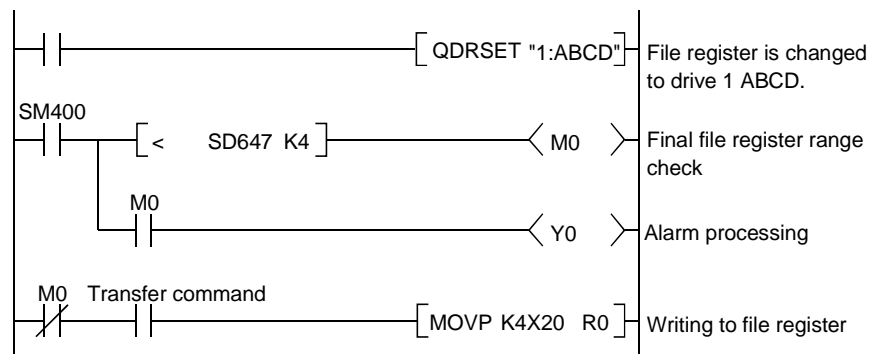 QDRSET "1:ABCD"
File register is changed
to drive 1 ABCD.
SM400
< SD647 K4
M0
Final file register range
check
M0
Y0
Alarm processing
M0 Transfer command
MOVP K4X20 R0
Writing to file register